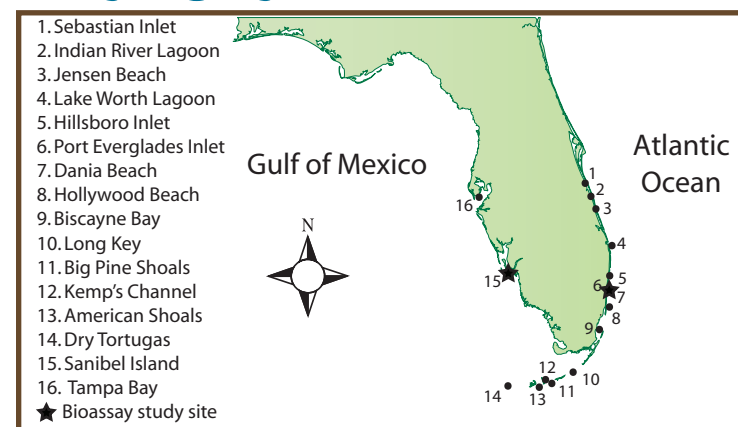 1. Sebastian Inlet
2. Indian River Lagoon
3. Jensen Beach
4. Lake Worth Lagoon
5. Hillsboro Inlet
6. Port Everglades Inlet
7. Dania Beach
8. Hollywood Beach
9. Biscayne Bay
10. Long Key
11. Big Pine Shoals
12. Kemp's Channel
13. American Shoals
14. Dry Tortugas
15. Sanibel Island
16. Tampa Bay
Bioassay study site
Gulf of Mexico
Atlantic
Ocean
N
1
2
3
16
4
15
5
6
7
8
9
10
12
11
13
14